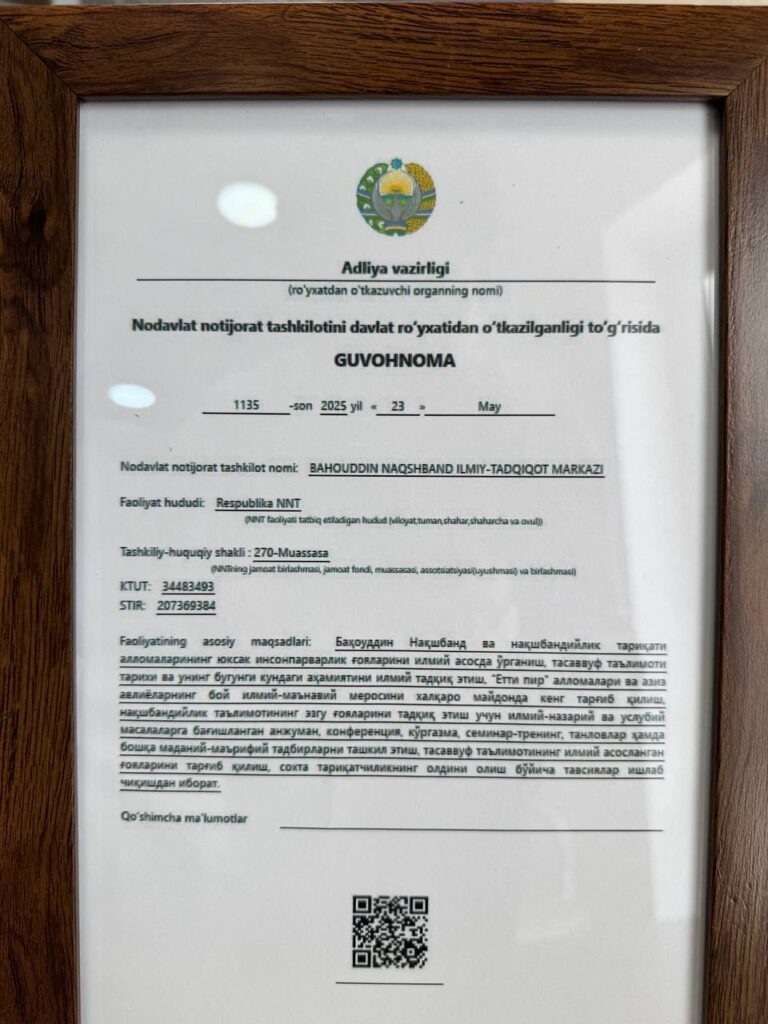 Adliya vazirligi
(ro'yxatdan o'tkazuvchi organning nomi)
Nodavlat notijorat tashkilotini davlat ro'yxatidan o'tkazilganligi to'g'risida
GUVOHNOMA
1135 -son 2025 yil « 23 » May
Nodavlat notijorat tashkilot nomi: BAHOUDDIN NAQSHBAND ILMIY-TADQIQOT MARKAZI
Faoliyat hududi: Respublika NNT
(NNT faoliyati tatbiq etiladigan hudud (viloyat,tuman,shahar,shaharcha va ovul))
Tashkiliy-huquqiy shakli : 270-Muassasa
(NNTning jamoat birlashmasi, jamoat fondi, muassasasi, assotsiatsiyasi(uyushmasi) va birlashmasi)
KTUT: 34483493
STIR: 207369384
Faoliyatining asosiy maqsadlari: Баҳоуддин Нақшбанд ва нақшбандийлик тариқати
алломаларининг юксак инсонпарварлик ғояларини илмий асосда ўрганиш, тасаввуф таълимоти
тарихи ва унинг бугунги кундаги аҳамиятини илмий тадқиқ этиш, "Етти пир" алломалари ва азиз
авлиёларнинг бой илмий-маънавий меросини халқаро майдонда кенг тарғиб қилиш,
нақшбандийлик таълимотининг эзгу ғояларини тадқиқ этиш учун илмий-назарий ва услубий
масалаларга бағишланган анжуман, конференция, кўргазма, семинар-тренинг, танловлар ҳамда
бошқа маданий-маърифий тадбирларни ташкил этиш, тасаввуф таълимотининг илмий асосланган
ғояларини тарғиб қилиш, сохта тариқатчиликнинг олдини олиш бўйича тавсиялар ишлаб
чиқишдан иборат.
Qo'shimcha ma'lumotlar